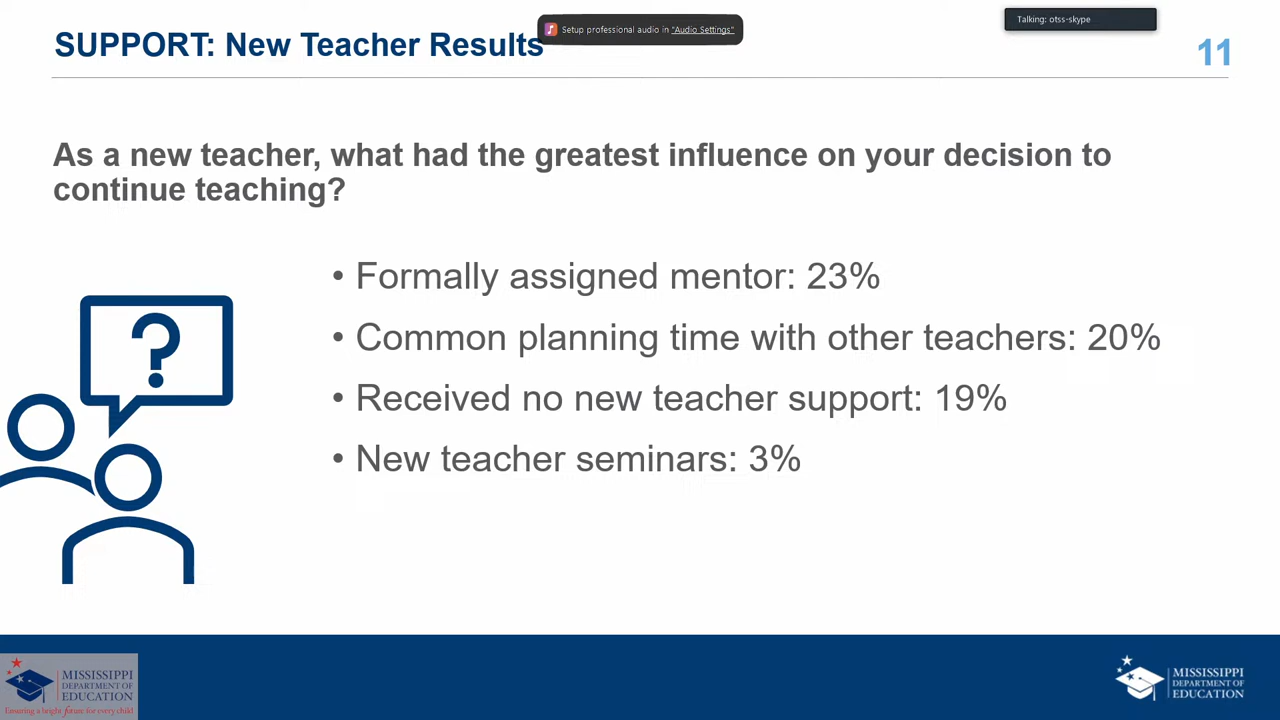 SUPPORT: New Teacher Results
Setup professional audio in "Audio Settings"
Talking: otss-skype
11
As a new teacher, what had the greatest influence on your decision to
continue teaching?
• Formally assigned mentor: 23%
• Common planning time with other teachers: 20%
• Received no new teacher support: 19%
• New teacher seminars: 3%
?
MISSISSIPPI
DEPARTMENT OF
EDUCATION
Ensuring a bright future for every child
MISSISSIPPI
DEPARTMENT OF
EDUCATION